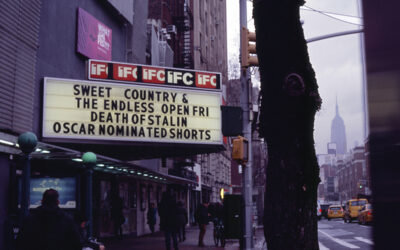 IFC IFC IFC IFC IFC
SWEET COUNTRY &
THE ENDLESS OPEN FRI
DEATH OF STALIN
OSCAR NOMINATED SHORTS